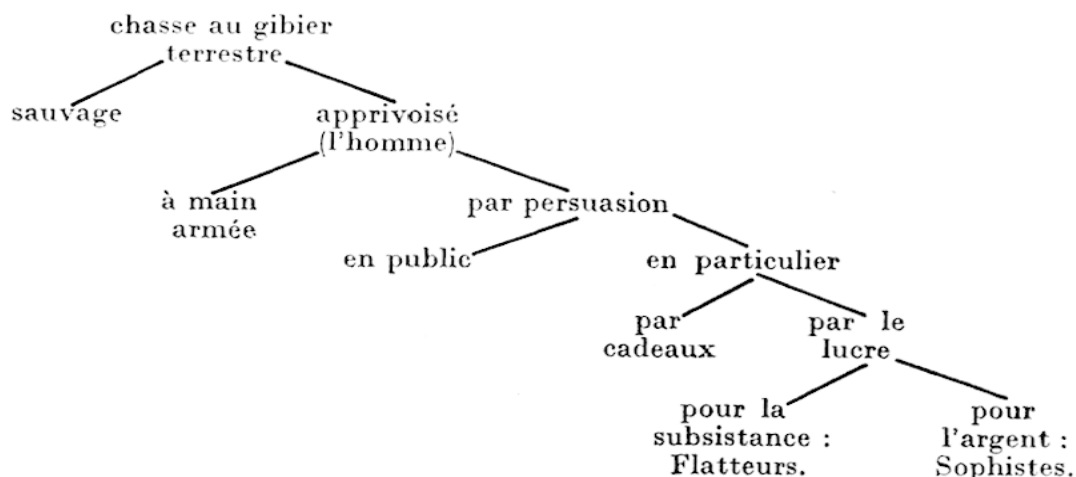 chasse au gibier
terrestre
sauvage
apprivoisé
(l'homme)
à main
armée
par persuasion
en public
en particulier
par
cadeaux
par le
lucre
pour la
subsistance :
Flatteurs.
pour
l'argent :
Sophistes.